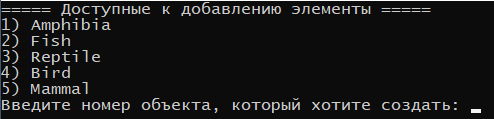 ===== Доступные к добавлению элементы =====
1) Amphibia
2) Fish
3) Reptile
4) Bird
5) Mammal
Введите номер объекта, который хотите создать: _